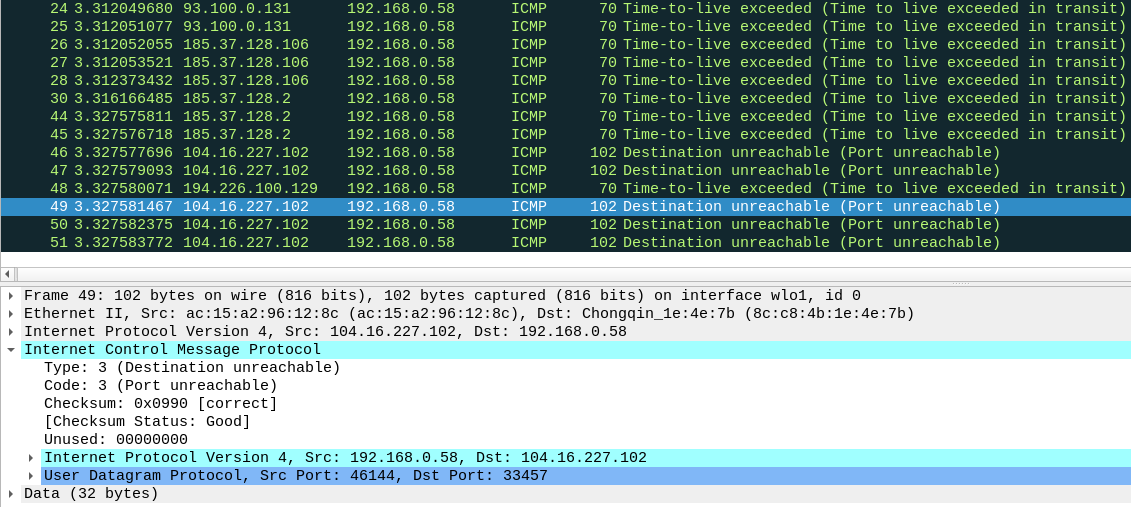 24 3.312049680 93.100.0.131 192.168.0.58 ICMP 70 Time-to-live exceeded (Time to live exceeded in transit)
25 3.312051077 93.100.0.131 192.168.0.58 ICMP 70 Time-to-live exceeded (Time to live exceeded in transit)
26 3.312052055 185.37.128.106 192.168.0.58 ICMP 70 Time-to-live exceeded (Time to live exceeded in transit)
27 3.312053521 185.37.128.106 192.168.0.58 ICMP 70 Time-to-live exceeded (Time to live exceeded in transit)
28 3.312373432 185.37.128.106 192.168.0.58 ICMP 70 Time-to-live exceeded (Time to live exceeded in transit)
30 3.316166485 185.37.128.2 192.168.0.58 ICMP 70 Time-to-live exceeded (Time to live exceeded in transit)
44 3.327575811 185.37.128.2 192.168.0.58 ICMP 70 Time-to-live exceeded (Time to live exceeded in transit)
45 3.327576718 185.37.128.2 192.168.0.58 ICMP 70 Time-to-live exceeded (Time to live exceeded in transit)
46 3.327577696 104.16.227.102 192.168.0.58 ICMP 102 Destination unreachable (Port unreachable)
47 3.327579093 104.16.227.102 192.168.0.58 ICMP 102 Destination unreachable (Port unreachable)
48 3.327580071 194.226.100.129 192.168.0.58 ICMP 70 Time-to-live exceeded (Time to live exceeded in transit)
49 3.327581467 104.16.227.102 192.168.0.58 ICMP 102 Destination unreachable (Port unreachable)
50 3.327582375 104.16.227.102 192.168.0.58 ICMP 102 Destination unreachable (Port unreachable)
51 3.327583772 104.16.227.102 192.168.0.58 ICMP 102 Destination unreachable (Port unreachable)
Frame 49: 102 bytes on wire (816 bits), 102 bytes captured (816 bits) on interface wlo1, id 0
Ethernet II, Src: ac:15:a2:96:12:8c (ac:15:a2:96:12:8c), Dst: Chongqin_1e:4e:7b (8c:c8:4b:1e:4e:7b)
Internet Protocol Version 4, Src: 104.16.227.102, Dst: 192.168.0.58
Internet Control Message Protocol
Type: 3 (Destination unreachable)
Code: 3 (Port unreachable)
Checksum: 0x0990 [correct]
[Checksum Status: Good]
Unused: 00000000
Internet Protocol Version 4, Src: 192.168.0.58, Dst: 104.16.227.102
User Datagram Protocol, Src Port: 46144, Dst Port: 33457
Data (32 bytes)